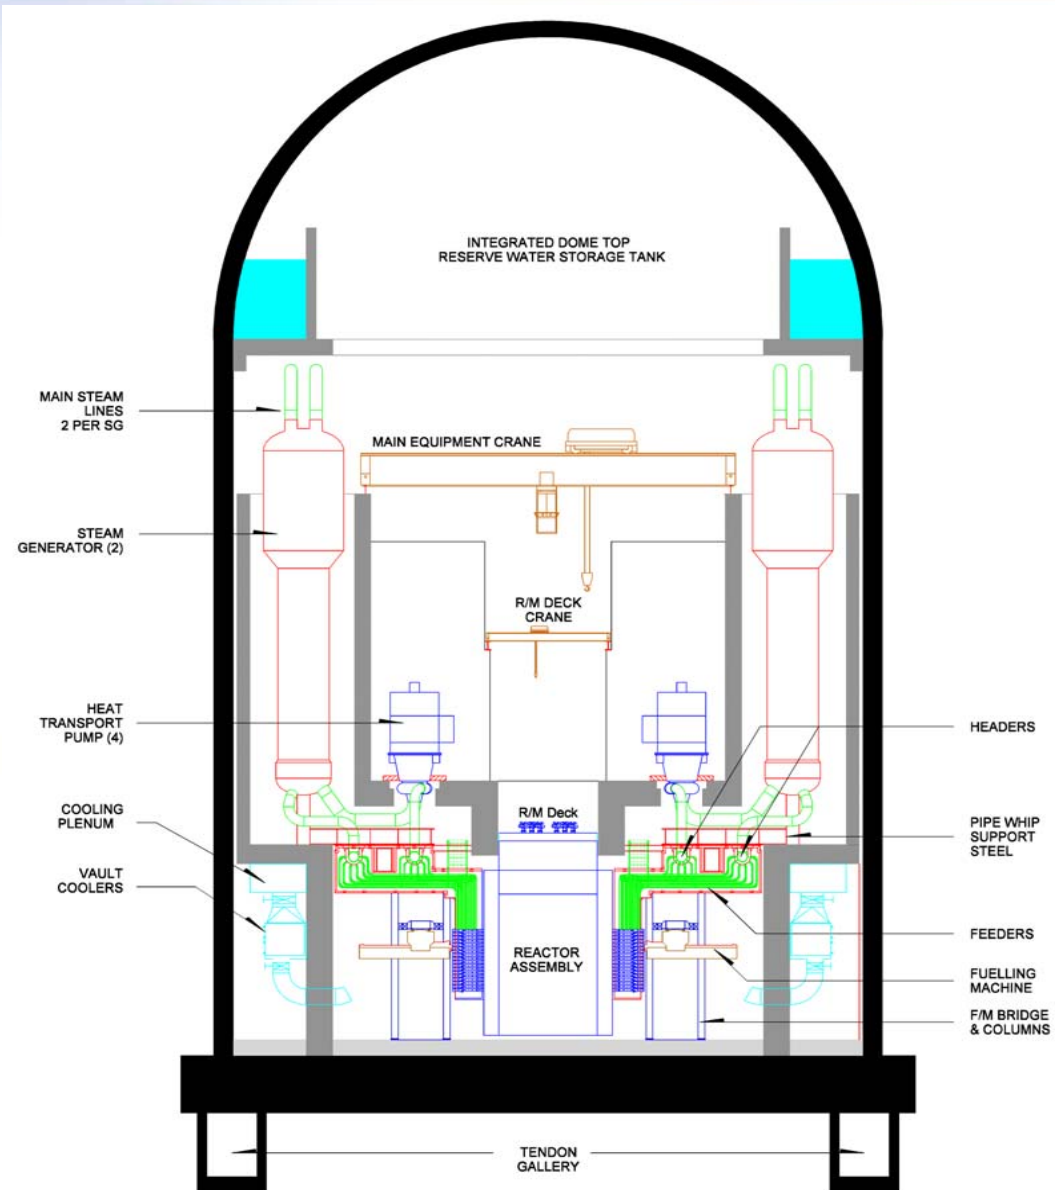 INTEGRATED DOME TOP
RESERVE WATER STORAGE TANK
MAIN STEAM
LINES
2 PER SG
MAIN EQUIPMENT CRANE
STEAM
GENERATOR (2)
R/M DECK
CRANE
HEAT
TRANSPORT
PUMP (4)
HEADERS
COOLING
PLENUM
R/M Deck
PIPE WHIP
SUPPORT
STEEL
VAULT
COOLERS
FEEDERS
REACTOR
ASSEMBLY
FUELLING
MACHINE
F/M BRIDGE
& COLUMNS
TENDON
GALLERY